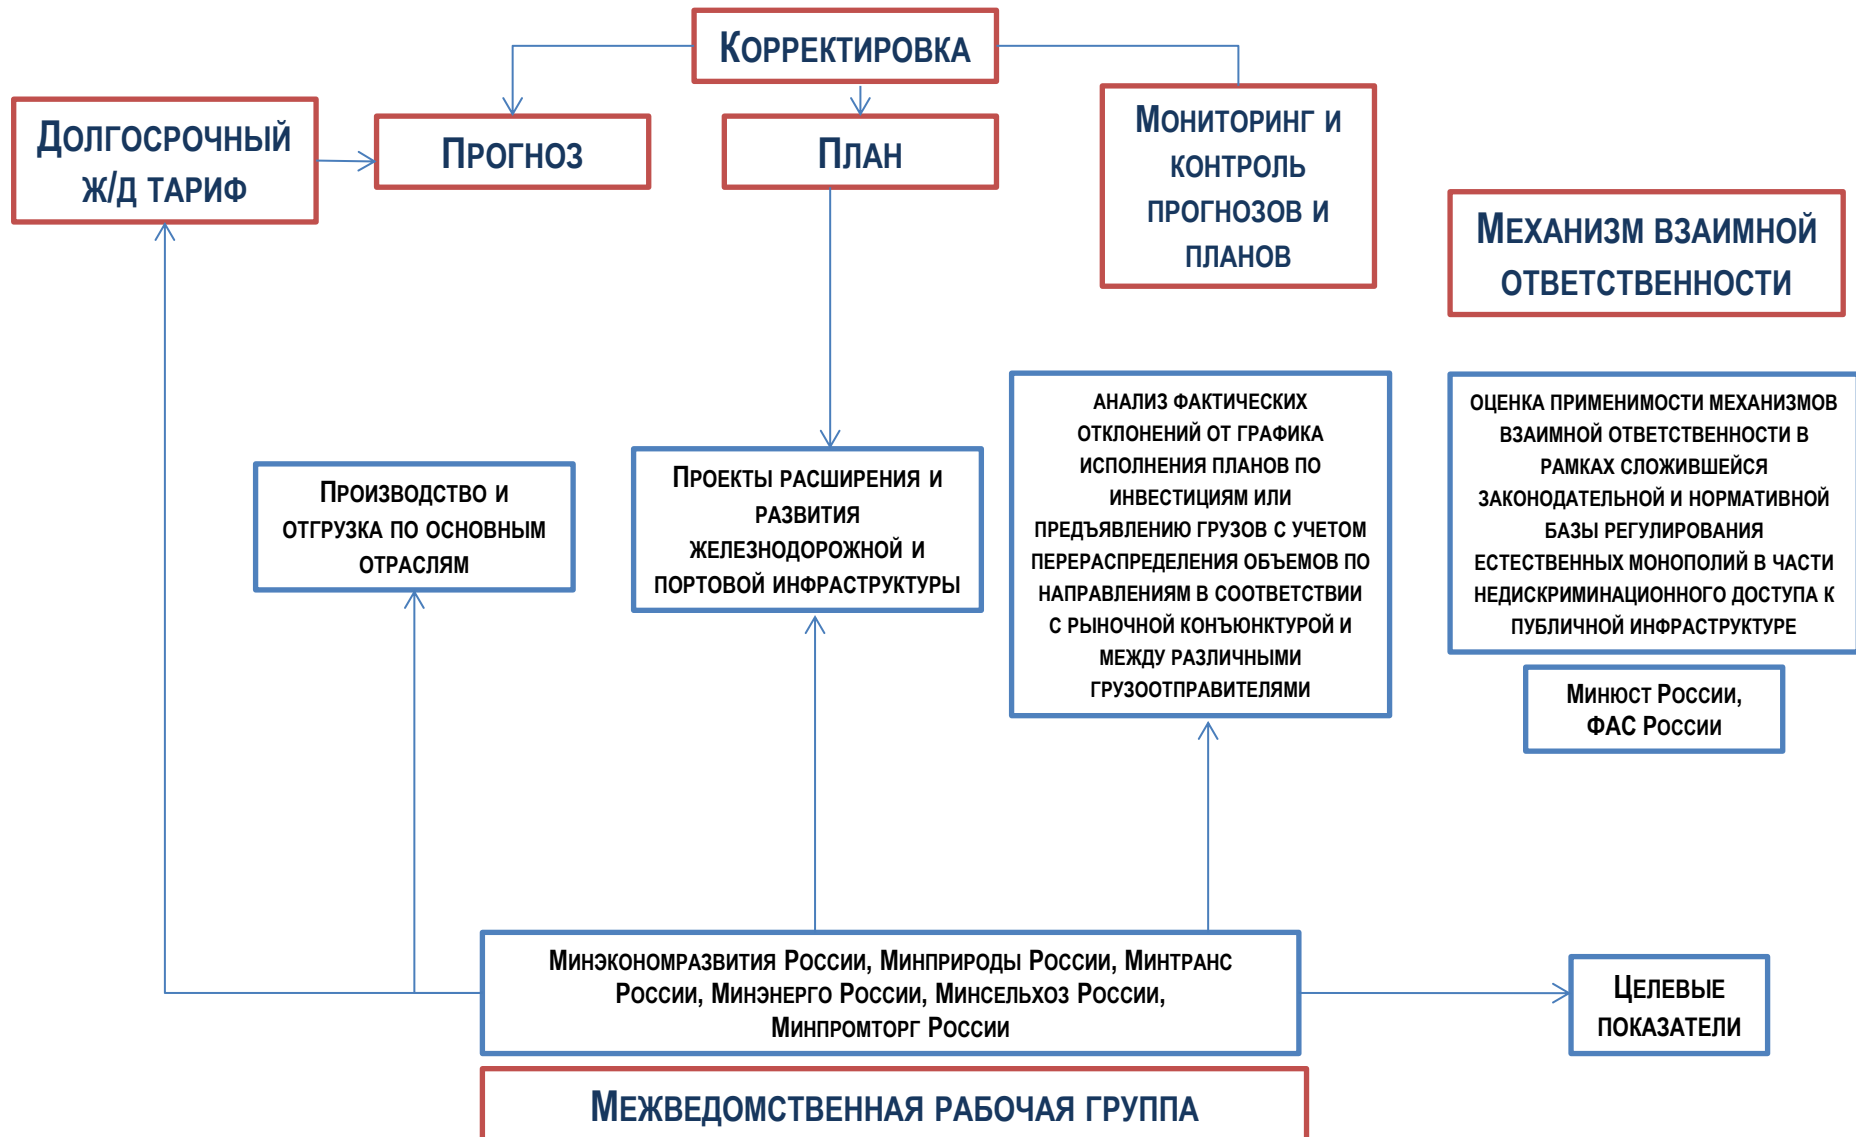 Корректировка
Долгосрочный
ж/д тариф
Прогноз
План
Мониторинг и
контроль
прогнозов и
планов
Механизм взаимной
ответственности
Производство и
отгрузка по основным
отраслям
Проекты расширения и
развития
железнодорожной и
портовой инфраструктуры
анализ фактических
отклонений от графика
исполнения планов по
инвестициям или
предъявлению грузов с учетом
перераспределения объемов по
направлениям в соответствии
с рыночной конъюнктурой и
между различными
грузоотправителями
оценка применимости механизмов
взаимной ответственности в
рамках сложившейся
законодательной и нормативной
базы регулирования
естественных монополий в части
недискриминационного доступа к
публичной инфраструктуре
Минюст России,
ФАС России
Минэкономразвития России, Минприроды России, Минтранс
России, Минэнерго России, Минсельхоз России,
Минпромторг России
Целевые
показатели
Межведомственная рабочая группа